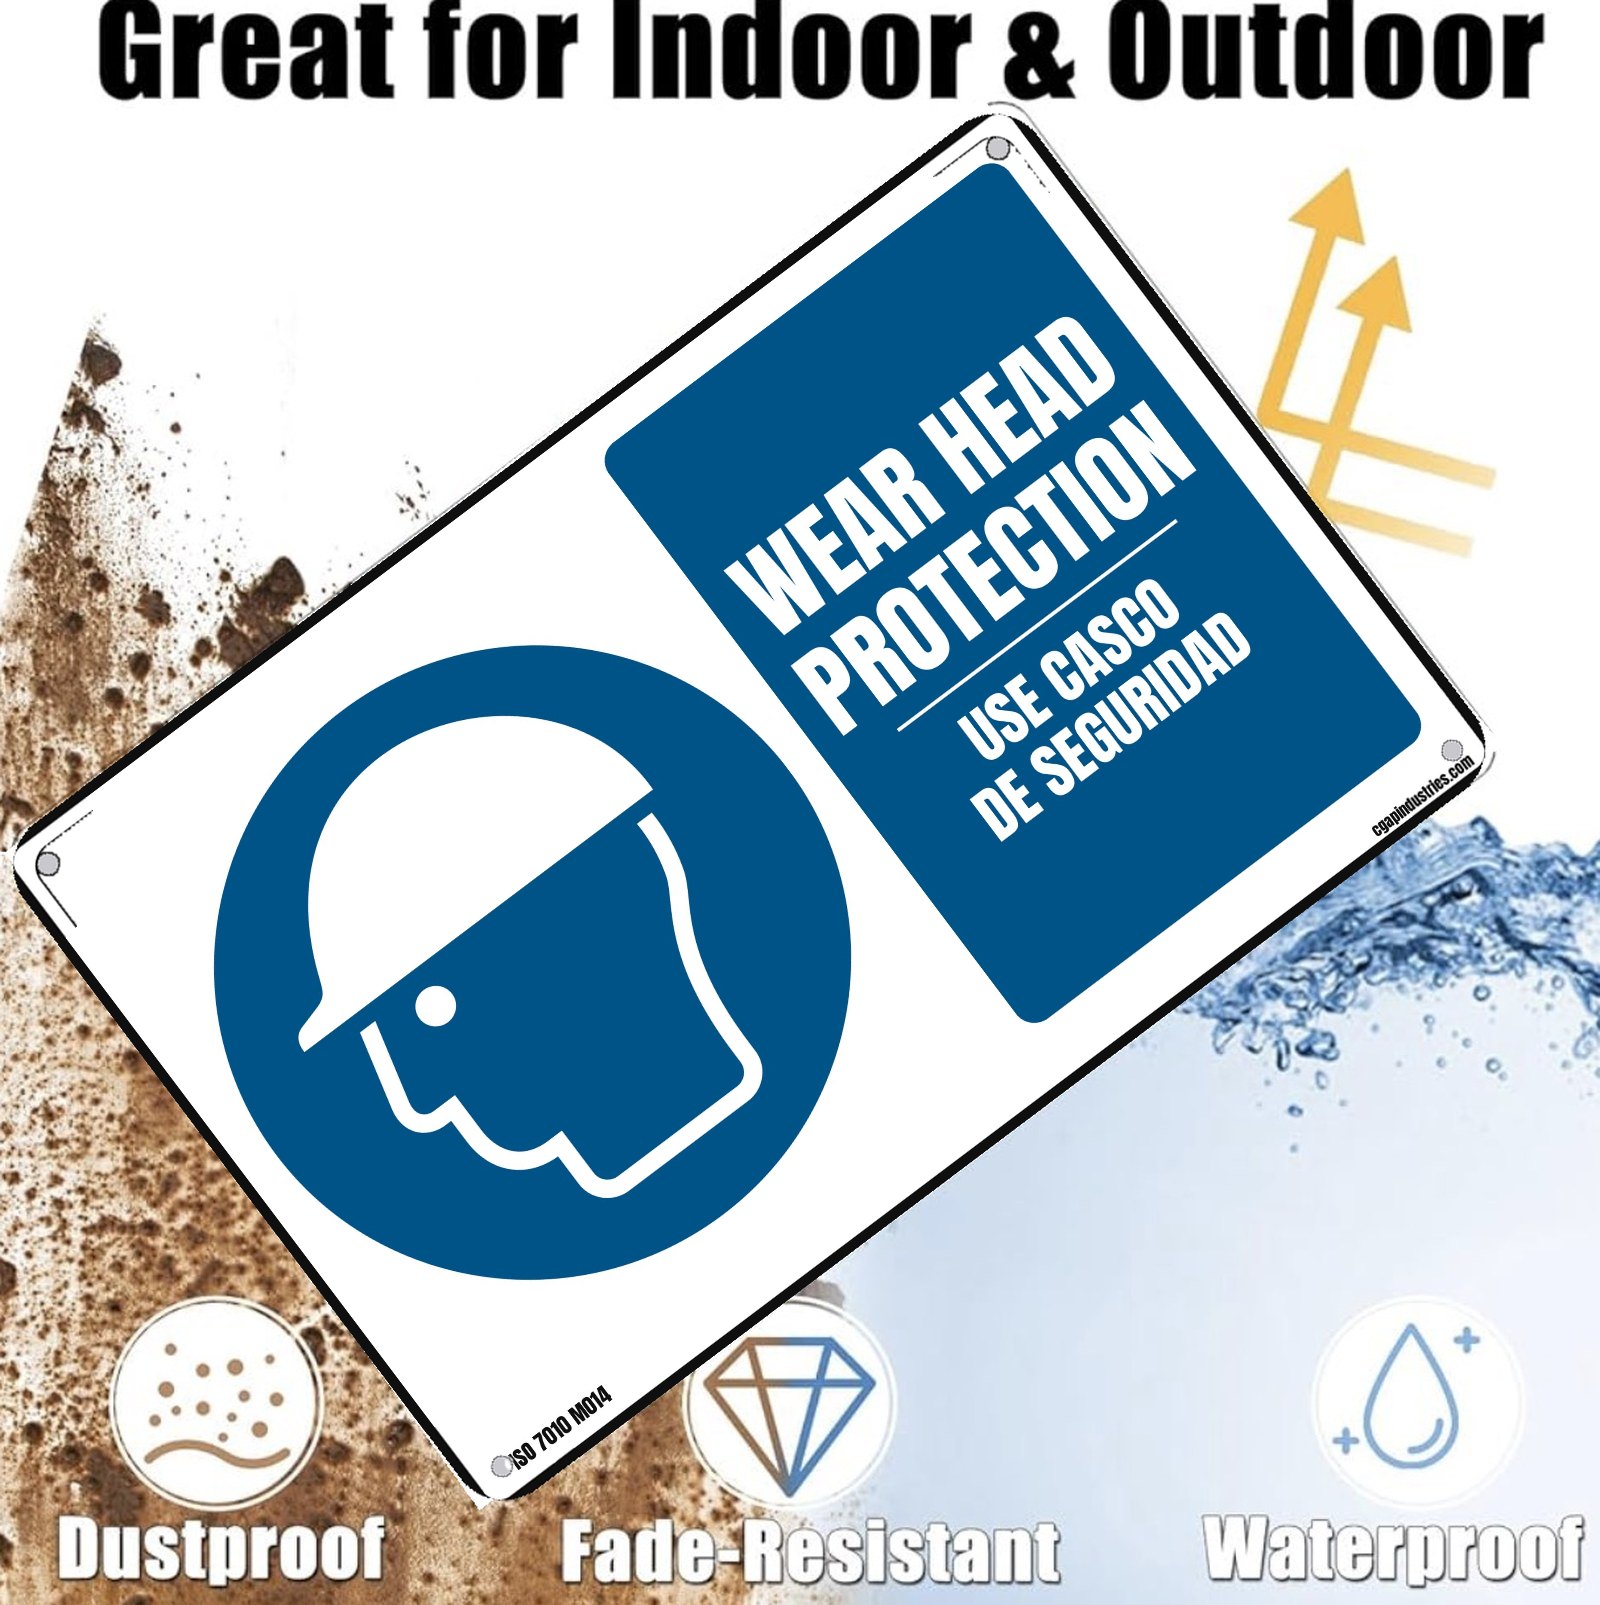 Great for Indoor & Outdoor
WEAR HEAD
PROTECTION
USE CASCO
DE SEGURIDAD
cgapindustries.com
ISO 7010 M014
Dustproof
Fade-Resistant
Waterproof